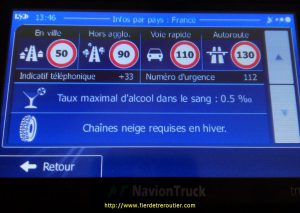 13:46 Infos par pays : France
En ville Hors agglo. Voie rapide Autoroute
50 90 110 130
Indicatif téléphonique +33 Numéro d'urgence 112
Taux maximal d'alcool dans le sang : 0.5 ‰
Chaînes neige requises en hiver.
Retour
NavionTruck
http://www.fierdetreroutier.com